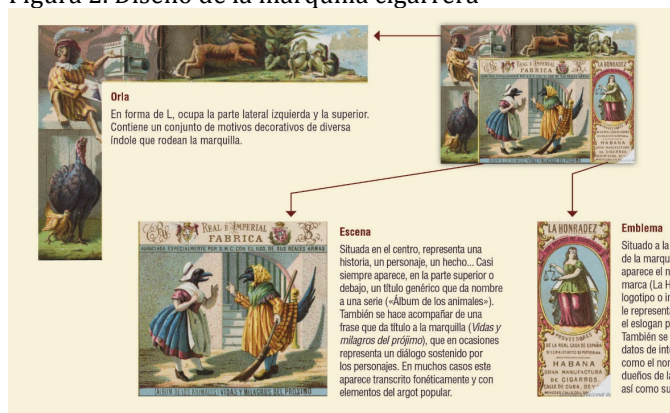 Figura 2. Diseño de la marquilla cigarrera
Orla
En forma de L, ocupa la parte lateral izquierda y la superior.
Contiene un conjunto de motivos decorativos de diversa
índole que rodean la marquilla.
REAL E IMPERIAL
FABRICA
LA HONRADEZ
HABANA
Escena
Situada en el centro, representa una
historia, un personaje, un hecho... Casi
siempre aparece, en la parte superior o
debajo, un título genérico que da nombre
a una serie («Álbum de los animales»).
También se hace acompañar de una
frase que da título a la marquilla (Vidas y
milagros del prójimo), que en ocasiones
representa un diálogo sostenido por
los personajes. En muchos casos este
aparece transcrito fonéticamente y con
elementos del argot popular.
REAL E IMPERIAL
FABRICA
AGRACIADA ESPECIALMENTE POR S.M.C. CON EL USO DE SUS REALES ARMAS
ALBUM DE LOS ANIMALES VIDAS Y MILAGROS DEL PROJIMO
LA HONRADEZ
PROVEEDORES
DE LA REAL CASA DE ESPAÑA
HABANA
GRAN MANUFACTURA
DE CIGARROS.
Emblema
Situado a la
de la marqu
aparece el n
marca (La H
logotipo o i
le represent
el eslogan p
También se
datos de int
como el nor
dueños de l
así como su